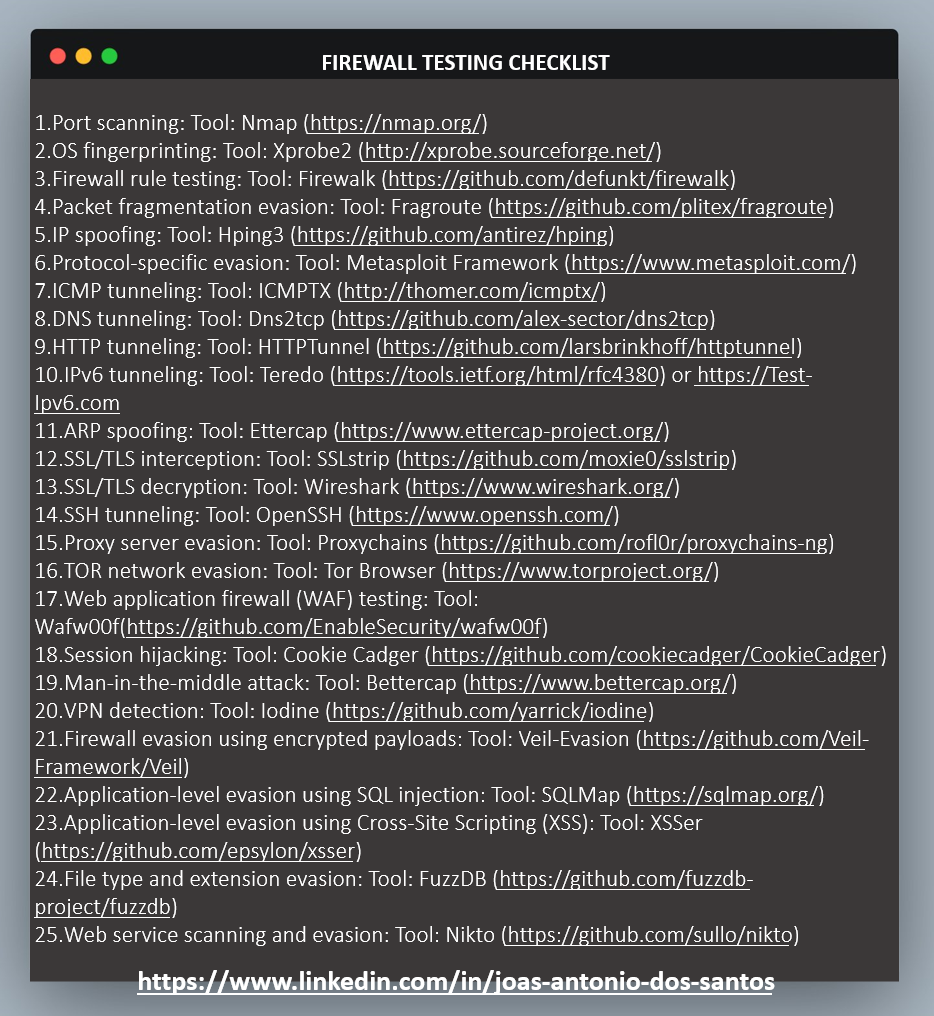 FIREWALL TESTING CHECKLIST
1.Port scanning: Tool: Nmap (https://nmap.org/)
2.OS fingerprinting: Tool: Xprobe2 (http://xprobe.sourceforge.net/)
3.Firewall rule testing: Tool: Firewalk (https://github.com/defunkt/firewalk)
4.Packet fragmentation evasion: Tool: Fragroute (https://github.com/plitex/fragroute)
5.IP spoofing: Tool: Hping3 (https://github.com/antirez/hping)
6.Protocol-specific evasion: Tool: Metasploit Framework (https://www.metasploit.com/)
7.ICMP tunneling: Tool: ICMPTX (http://thomer.com/icmptx/)
8.DNS tunneling: Tool: Dns2tcp (https://github.com/alex-sector/dns2tcp)
9.HTTP tunneling: Tool: HTTPTunnel (https://github.com/larsbrinkhoff/httptunnel)
10.IPv6 tunneling: Tool: Teredo (https://tools.ietf.org/html/rfc4380) or https://Test-
Ipv6.com
11.ARP spoofing: Tool: Ettercap (https://www.ettercap-project.org/)
12.SSL/TLS interception: Tool: SSLstrip (https://github.com/moxie0/sslstrip)
13.SSL/TLS decryption: Tool: Wireshark (https://www.wireshark.org/)
14.SSH tunneling: Tool: OpenSSH (https://www.openssh.com/)
15.Proxy server evasion: Tool: Proxychains (https://github.com/rofl0r/proxychains-ng)
16.TOR network evasion: Tool: Tor Browser (https://www.torproject.org/)
17.Web application firewall (WAF) testing: Tool:
Wafw00f(https://github.com/EnableSecurity/wafw00f)
18.Session hijacking: Tool: Cookie Cadger (https://github.com/cookiecadger/CookieCadger)
19.Man-in-the-middle attack: Tool: Bettercap (https://www.bettercap.org/)
20.VPN detection: Tool: Iodine (https://github.com/yarrick/iodine)
21.Firewall evasion using encrypted payloads: Tool: Veil-Evasion (https://github.com/Veil-
Framework/Veil)
22.Application-level evasion using SQL injection: Tool: SQLMap (https://sqlmap.org/)
23.Application-level evasion using Cross-Site Scripting (XSS): Tool: XSSer
(https://github.com/epsylon/xsser)
24.File type and extension evasion: Tool: FuzzDB (https://github.com/fuzzdb-
project/fuzzdb)
25.Web service scanning and evasion: Tool: Nikto (https://github.com/sullo/nikto)
https://www.linkedin.com/in/joas-antonio-dos-santos